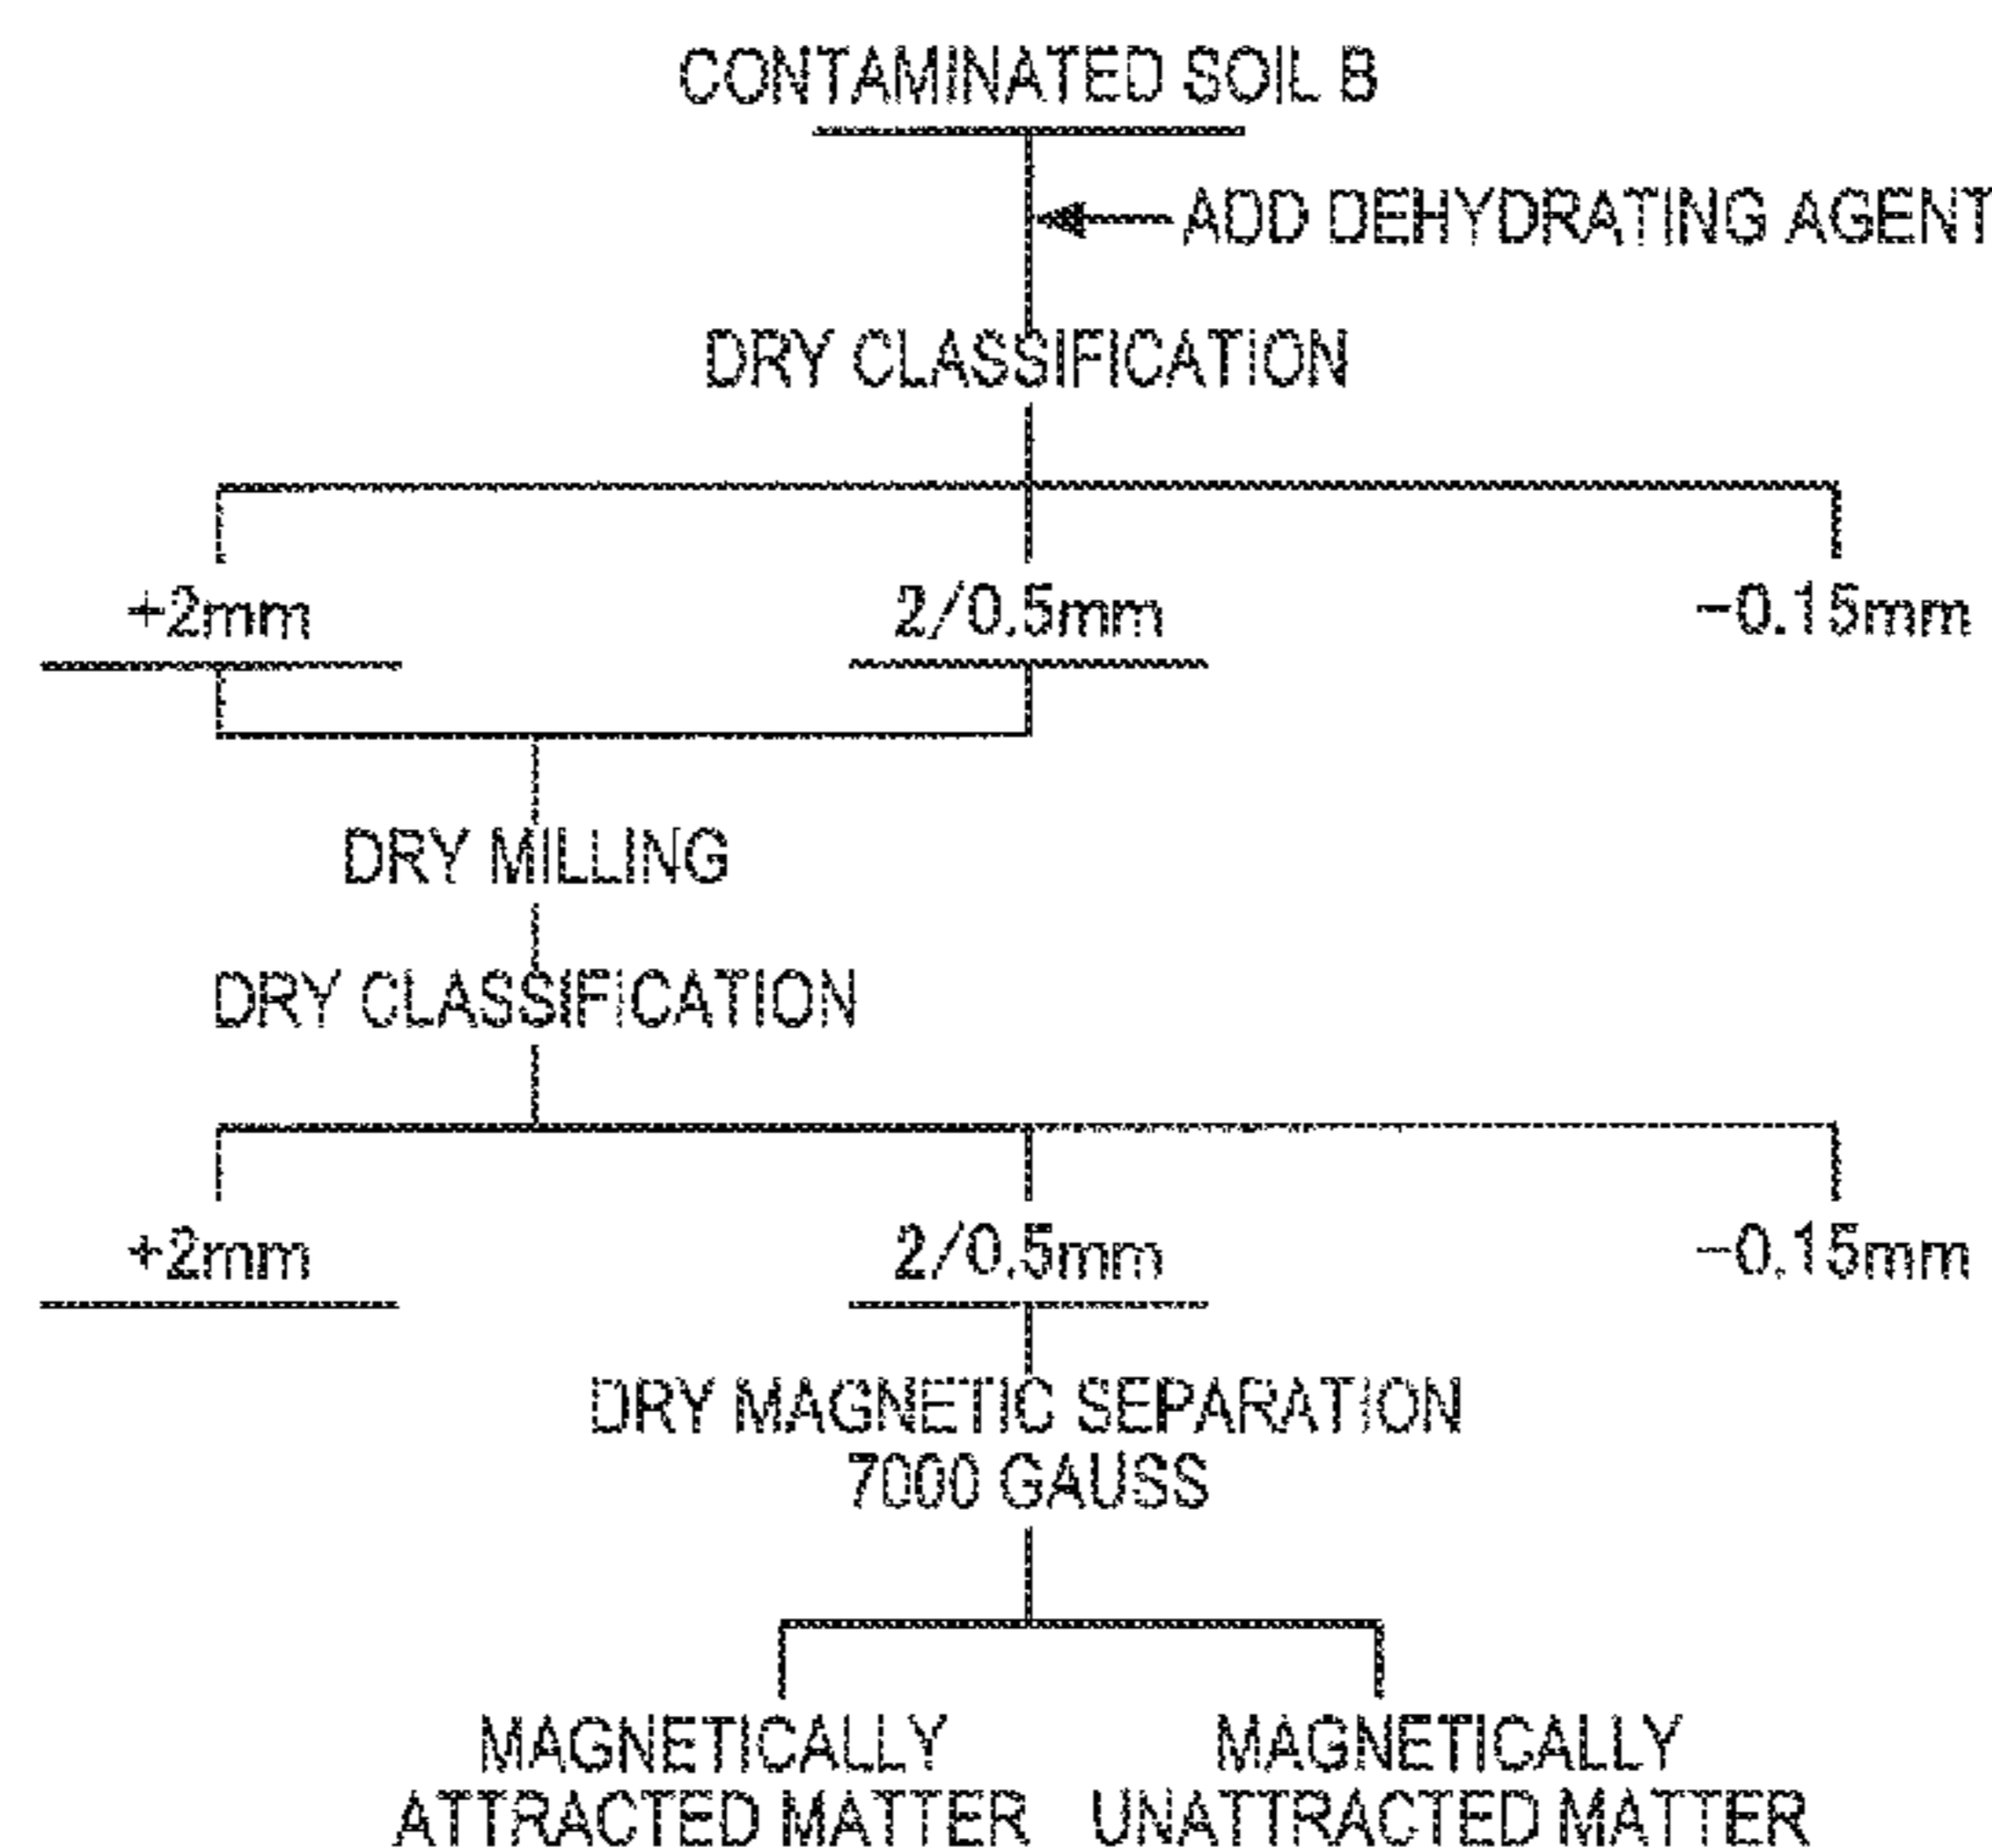 CONTAMINATED SOIL B
ADD DEHYDRATING AGENT
DRY CLASSIFICATION
+2mm 2/0.5mm -0.15mm
DRY MILLING
DRY CLASSIFICATION
+2mm 2/0.5mm -0.15mm
DRY MAGNETIC SEPARATION
7000 GAUSS
MAGNETICALLY MAGNETICALLY
ATTRACTED MATTER UNATTRACTED MATTER